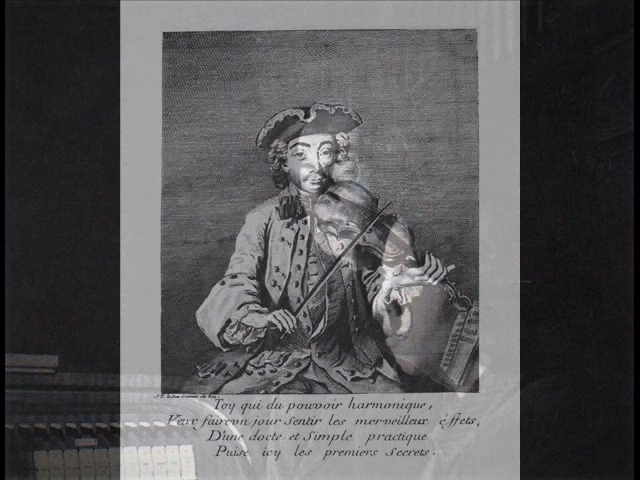 Toy qui du pouvoir harmonique,
Veux faire un jour Sentir les merveilleux éffets,
D'une docte et Simple practique
Puise icy les premiers Secrets.